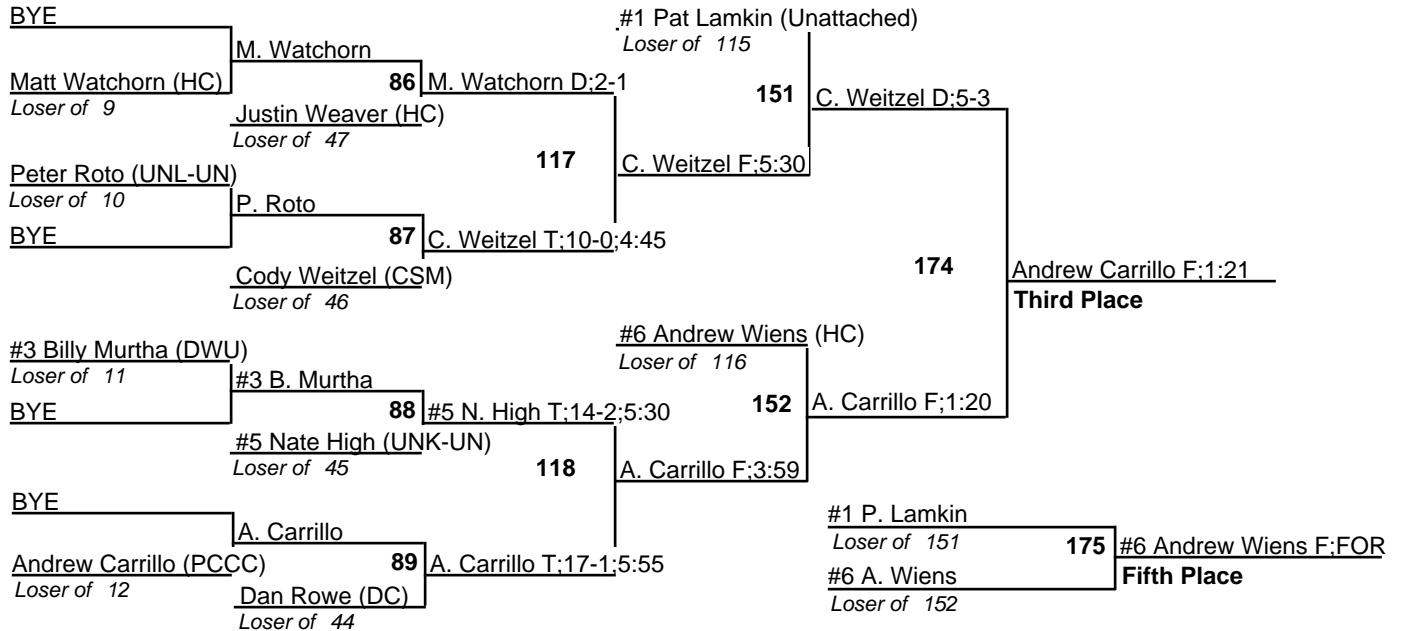 BYE
#1 Pat Lamkin (Unattached)
Loser of 115
M. Watchorn
Matt Watchorn (HC)
Loser of 9
86
M. Watchorn D;2-1
151
C. Weitzel D;5-3
Justin Weaver (HC)
Loser of 47
117
C. Weitzel F;5:30
Peter Roto (UNL-UN)
Loser of 10
P. Roto
BYE
87
C. Weitzel T;10-0;4:45
Cody Weitzel (CSM)
Loser of 46
174
Andrew Carrillo F;1:21
Third Place
#3 Billy Murtha (DWU)
Loser of 11
#6 Andrew Wiens (HC)
Loser of 116
#3 B. Murtha
BYE
88
#5 N. High T;14-2;5:30
152
A. Carrillo F;1:20
#5 Nate High (UNK-UN)
Loser of 45
118
A. Carrillo F;3:59
BYE
A. Carrillo
Andrew Carrillo (PCCC)
Loser of 12
89
A. Carrillo T;17-1;5:55
Dan Rowe (DC)
Loser of 44
#1 P. Lamkin
Loser of 151
175
#6 Andrew Wiens F;FOR
Fifth Place
#6 A. Wiens
Loser of 152